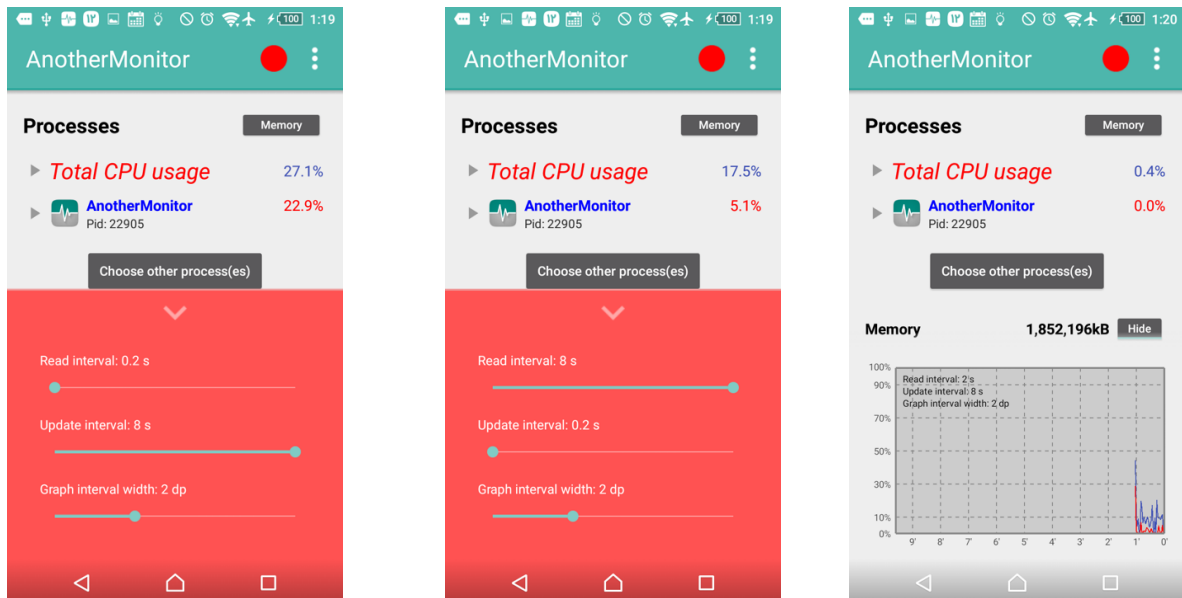 100 1:19
AnotherMonitor
Processes
Memory
Total CPU usage
27.1%
AnotherMonitor
22.9%
Pid: 22905
Choose other process(es)
Read interval: 0.2 s
Update interval: 8 s
Graph interval width: 2 dp
100 1:19
AnotherMonitor
Processes
Memory
Total CPU usage
17.5%
AnotherMonitor
5.1%
Pid: 22905
Choose other process(es)
Read interval: 8 s
Update interval: 0.2 s
Graph interval width: 2 dp
100 1:20
AnotherMonitor
Processes
Memory
Total CPU usage
0.4%
AnotherMonitor
0.0%
Pid: 22905
Choose other process(es)
Memory
1,852,196kB
Hide
100%
90%
70%
50%
30%
10%
0%
Read interval: 2 s
Update interval: 8 s
Graph interval width: 2 dp
9' 8' 7' 6' 5' 4' 3' 2' 1' 0'